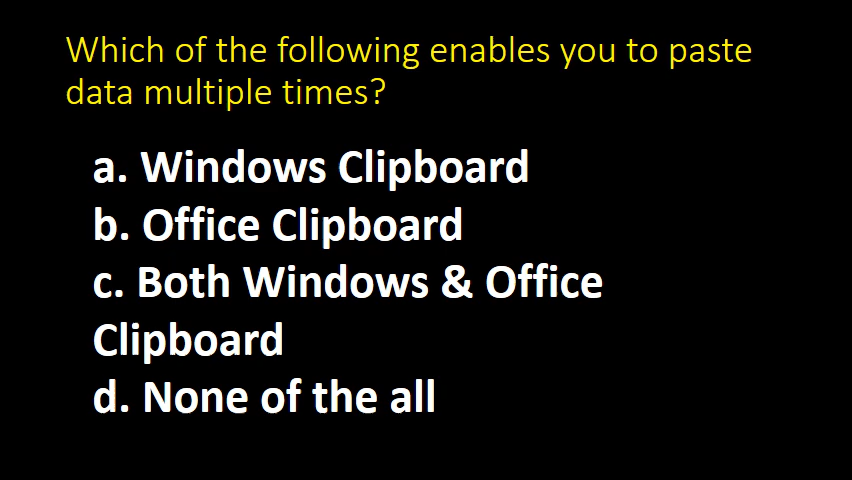 Which of the following enables you to paste
data multiple times?
a. Windows Clipboard
b. Office Clipboard
c. Both Windows & Office
Clipboard
d. None of the all